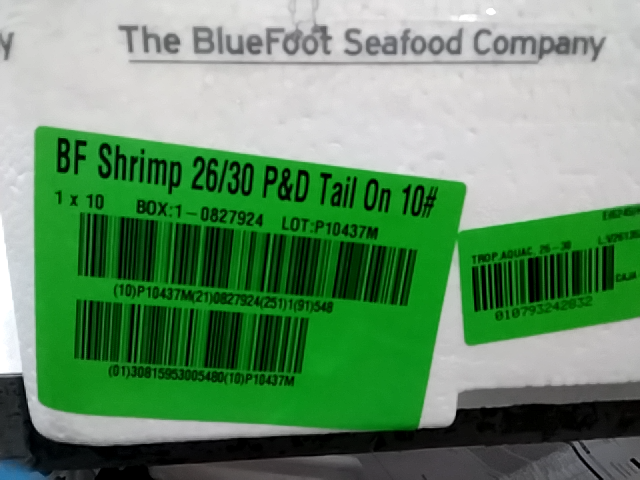 The BlueFoot Seafood Company
BF Shrimp 26/30 P&D Tail On 10#
1 x 10 BOX:1-0827924 LOT:P10437M
(10)P10437M(21)0827924(251)1(91)548
(01)30815953005480(10)P10437M
TROP.AQUAC. 26-30
CAJA
010793242832